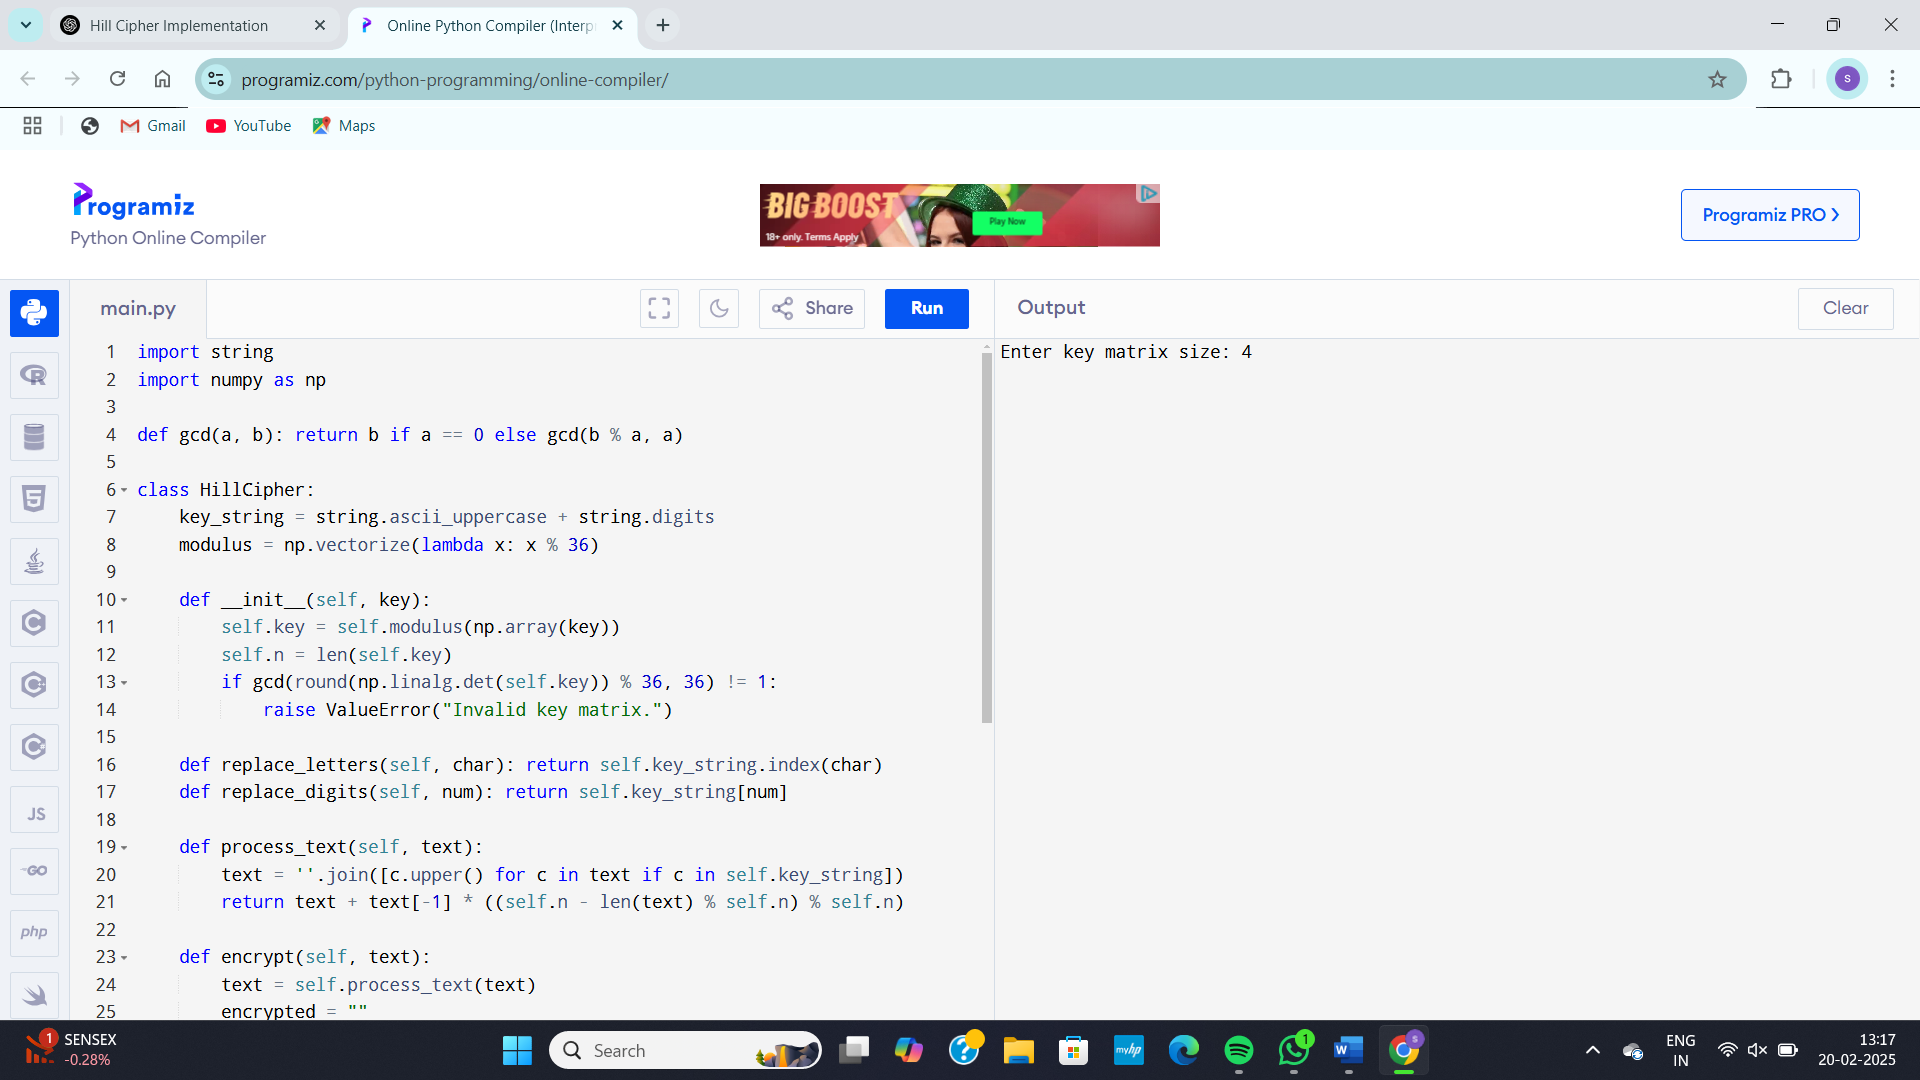 Hill Cipher Implementation
Online Python Compiler (Interp
programiz.com/python-programming/online-compiler/
S
Gmail
YouTube
Maps
Programiz
Python Online Compiler
BIG BOOST
18+ only. Terms Apply
Play Now
Programiz PRO
main.py
Share
Run
Output
Clear
1 import string
2 import numpy as np
3
4 def gcd(a, b): return b if a == 0 else gcd(b % a, a)
5
6 class HillCipher:
7     key_string = string.ascii_uppercase + string.digits
8     modulus = np.vectorize(lambda x: x % 36)
9
10     def __init__(self, key):
11         self.key = self.modulus(np.array(key))
12         self.n = len(self.key)
13         if gcd(round(np.linalg.det(self.key)) % 36, 36) != 1:
14             raise ValueError("Invalid key matrix.")
15
16     def replace_letters(self, char): return self.key_string.index(char)
17     def replace_digits(self, num): return self.key_string[num]
18
19     def process_text(self, text):
20         text = ''.join([c.upper() for c in text if c in self.key_string])
21         return text + text[-1] * ((self.n - len(text) % self.n) % self.n)
22
23     def encrypt(self, text):
24         text = self.process_text(text)
25         encrypted = ""
Enter key matrix size: 4
R
5
C
C
C
JS
GO
php
1
SENSEX
-0.28%
Search
myhp
1
W
S
ENG
IN
13:17
20-02-2025